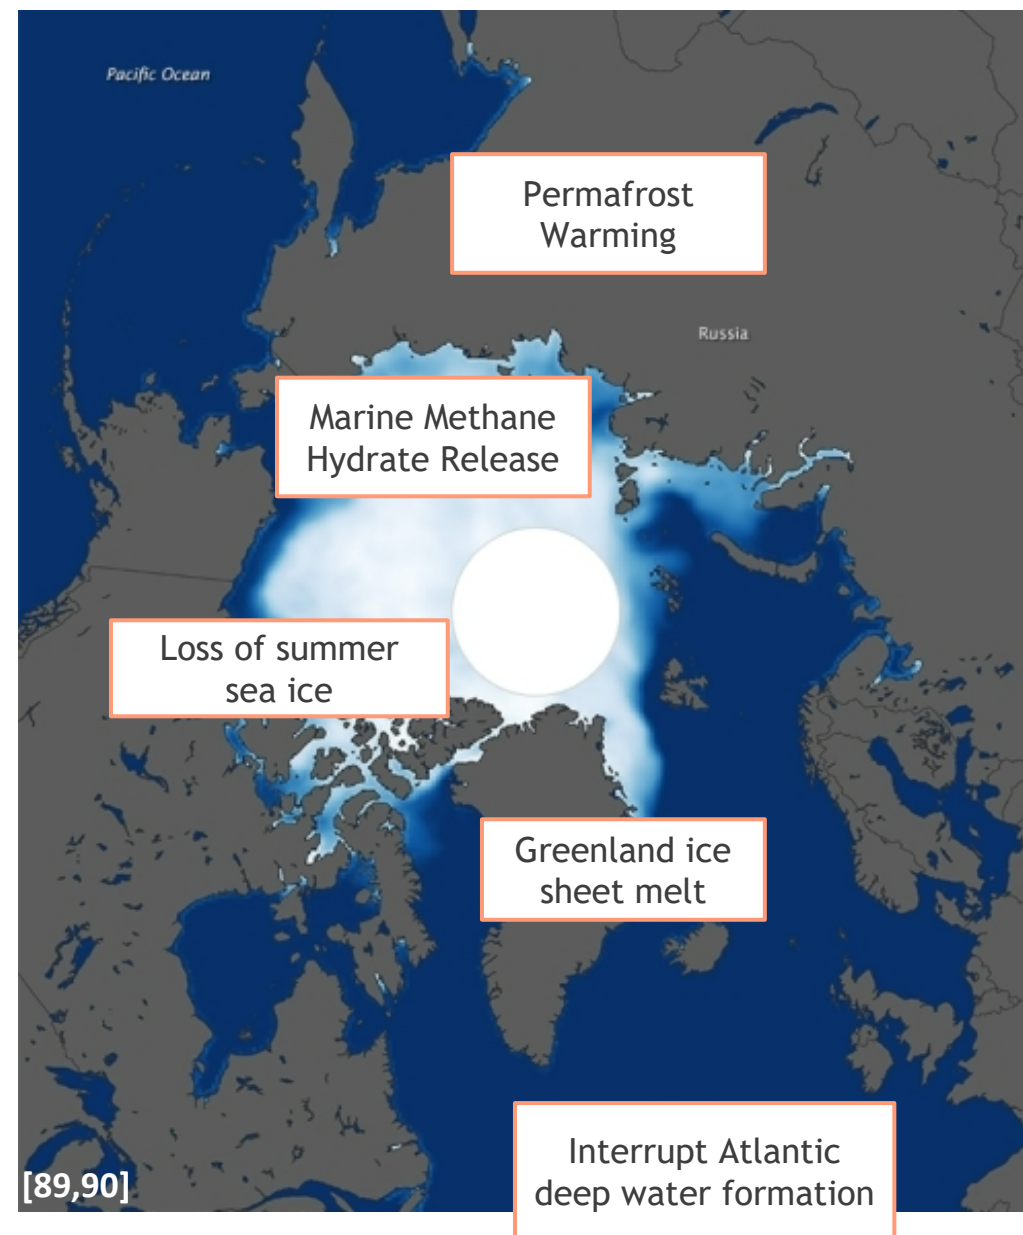 Pacific Ocean
Permafrost
Warming
Russia
Marine Methane
Hydrate Release
Loss of summer
sea ice
Greenland ice
sheet melt
Interrupt Atlantic
deep water formation
[89,90]